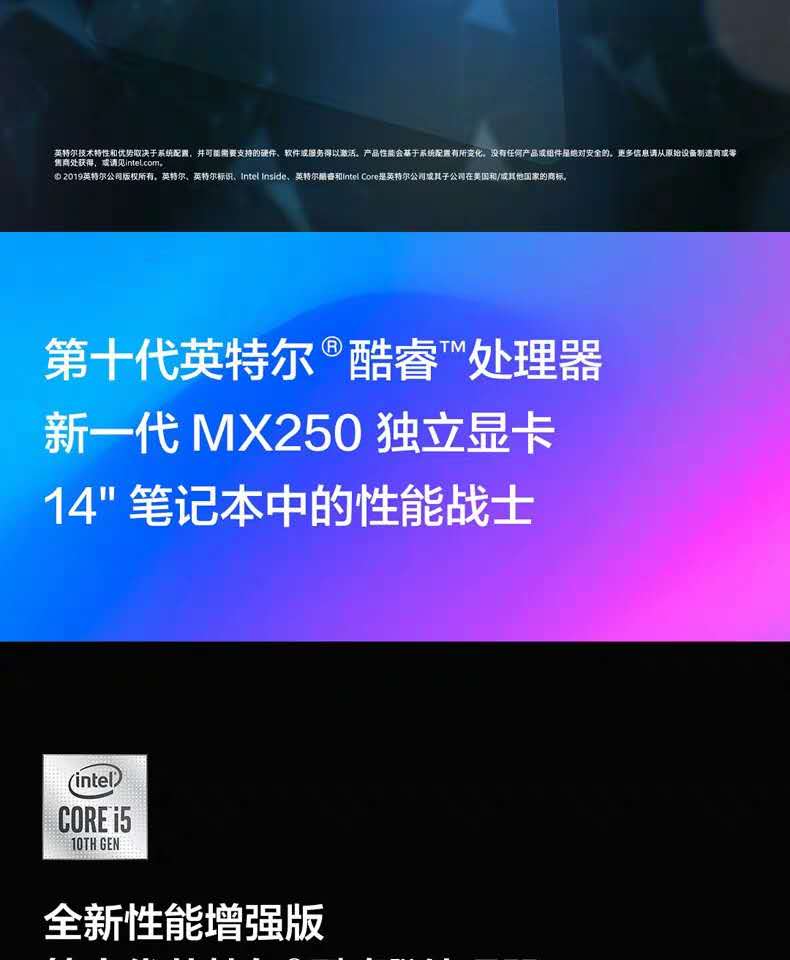 英特尔技术特性和优势取决于系统配置，并可能需要支持的硬件、软件或服务得以激活。产品性能会基于系统配置有所变化。没有任何产品或组件是绝对安全的。更多信息请从原始设备制造商或零
售商处获得，或请见intel.com。
© 2019英特尔公司版权所有。英特尔、英特尔标识、Intel Inside、英特尔酷睿和Intel Core是英特尔公司或其子公司在美国和/或其他国家的商标。
第十代英特尔®酷睿™处理器
新一代 MX250 独立显卡
14" 笔记本中的性能战士
intel
CORE i5
10TH GEN
全新性能增强版